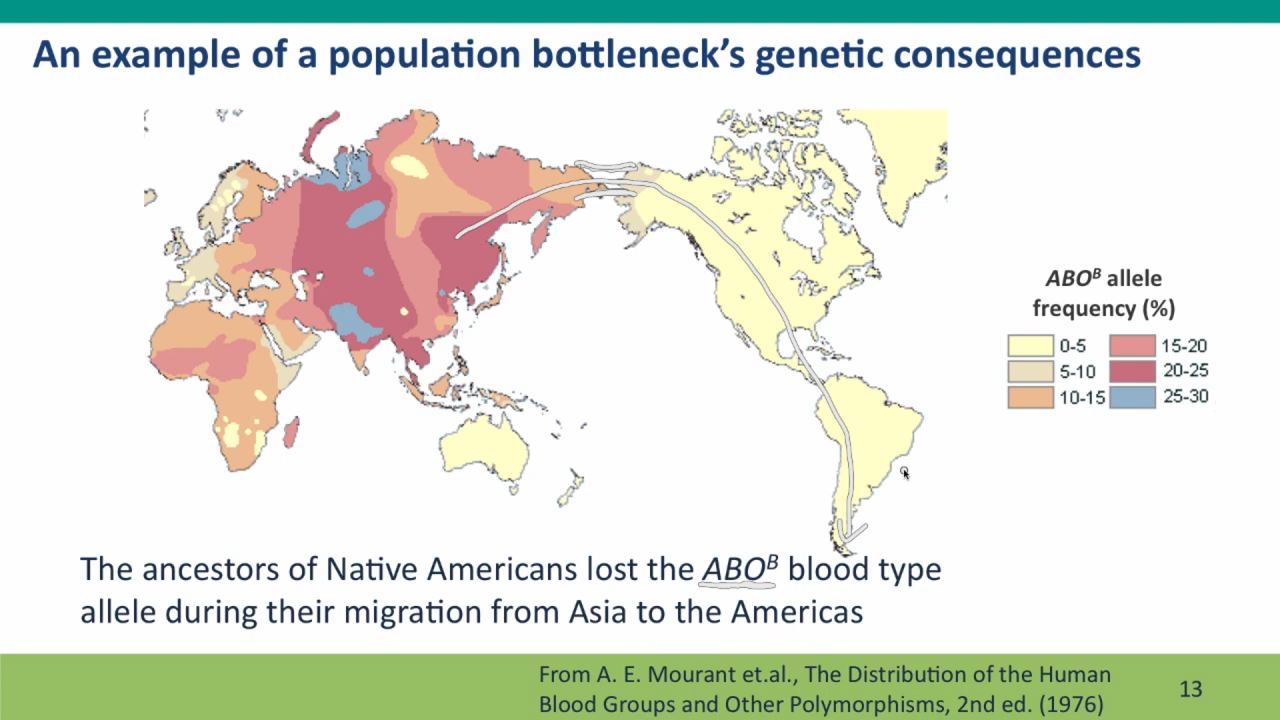 An example of a population bottleneck's genetic consequences
ABOᴮ allele
frequency (%)
0-5 15-20
5-10 20-25
10-15 25-30
The ancestors of Native Americans lost the ABOᴮ blood type
allele during their migration from Asia to the Americas
From A. E. Mourant et.al., The Distribution of the Human
Blood Groups and Other Polymorphisms, 2nd ed. (1976)
13